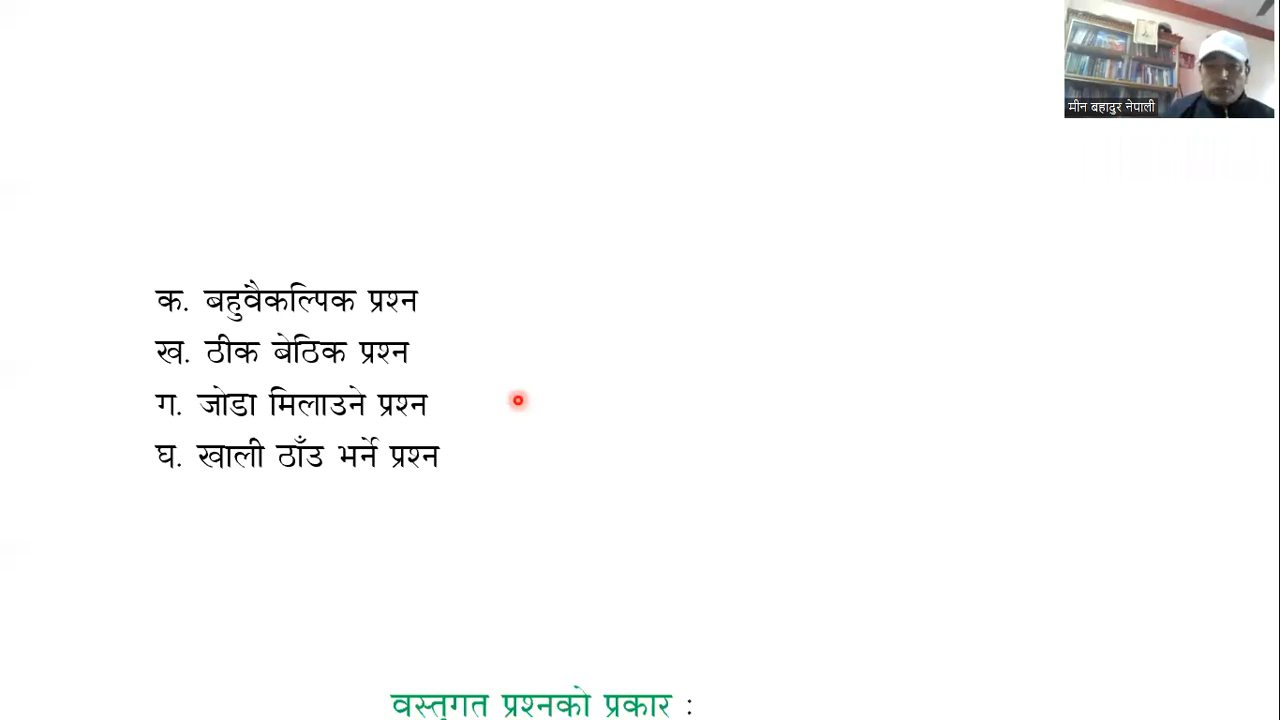 मीन बहादुर नेपाली
क. बहुवैकल्पिक प्रश्न
ख. ठीक बेठिक प्रश्न
ग. जोडा मिलाउने प्रश्न
घ. खाली ठाँउ भर्ने प्रश्न
वस्तुगत प्रश्नको प्रकार :